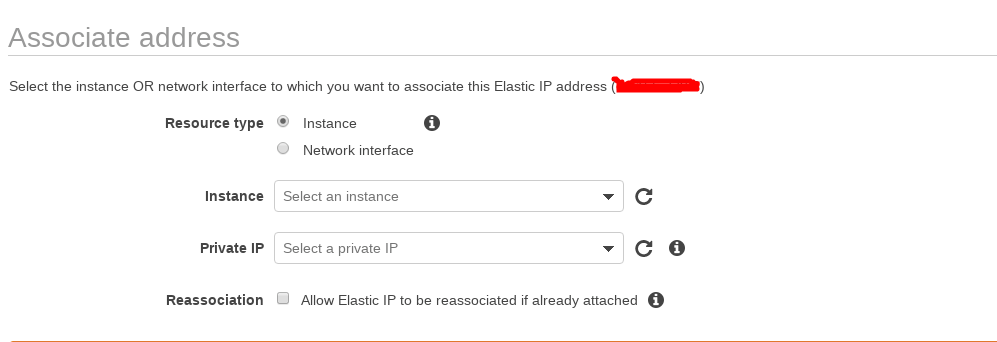 Associate address
Select the instance OR network interface to which you want to associate this Elastic IP address ( )
Resource type Instance
Network interface
Instance Select an instance
Private IP Select a private IP
Reassociation Allow Elastic IP to be reassociated if already attached